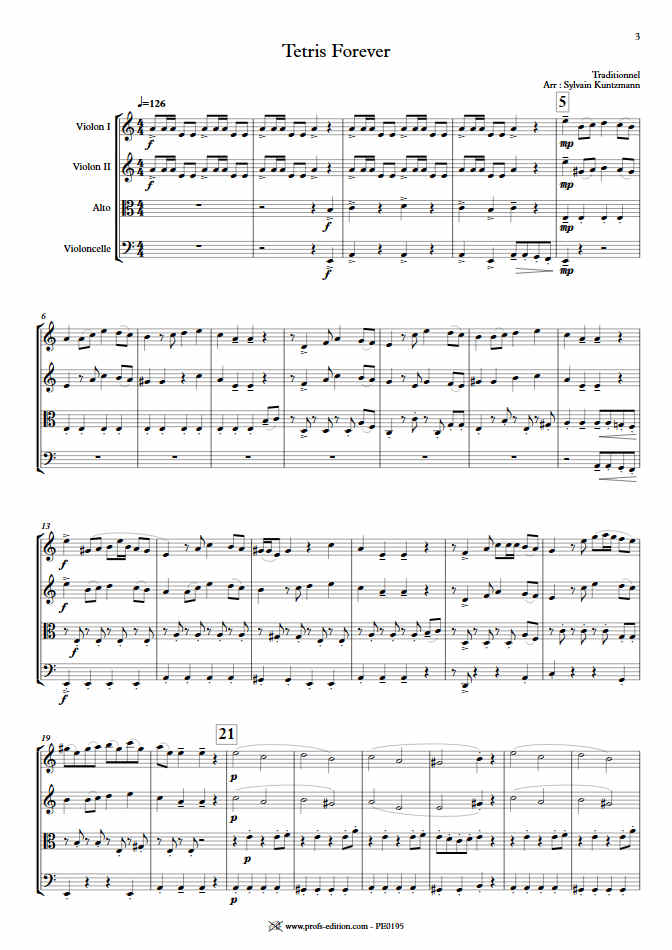 3
Tetris Forever
Traditionnel
Arr : Sylvain Kuntzmann
♩=126
5
Violon I
f
mp
Violon II
f
mp
Alto
f
mp
Violoncelle
f
mp
6
13
f
f
f
f
19
21
p
p
p
p
www.profs-edition.com - PE0195